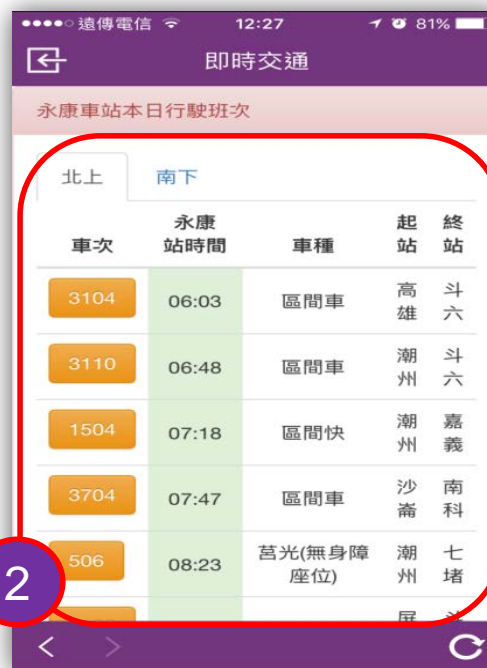 遠傳電信 12:27 81%
即時交通
永康車站本日行駛班次
北上 南下
車次 永康站時間 車種 起站 終站
3104 06:03 區間車 高雄 斗六
3110 06:48 區間車 潮州 斗六
1504 07:18 區間快 潮州 嘉義
3704 07:47 區間車 沙崙 南科
506 08:23 莒光(無身障座位) 潮州 七堵
2